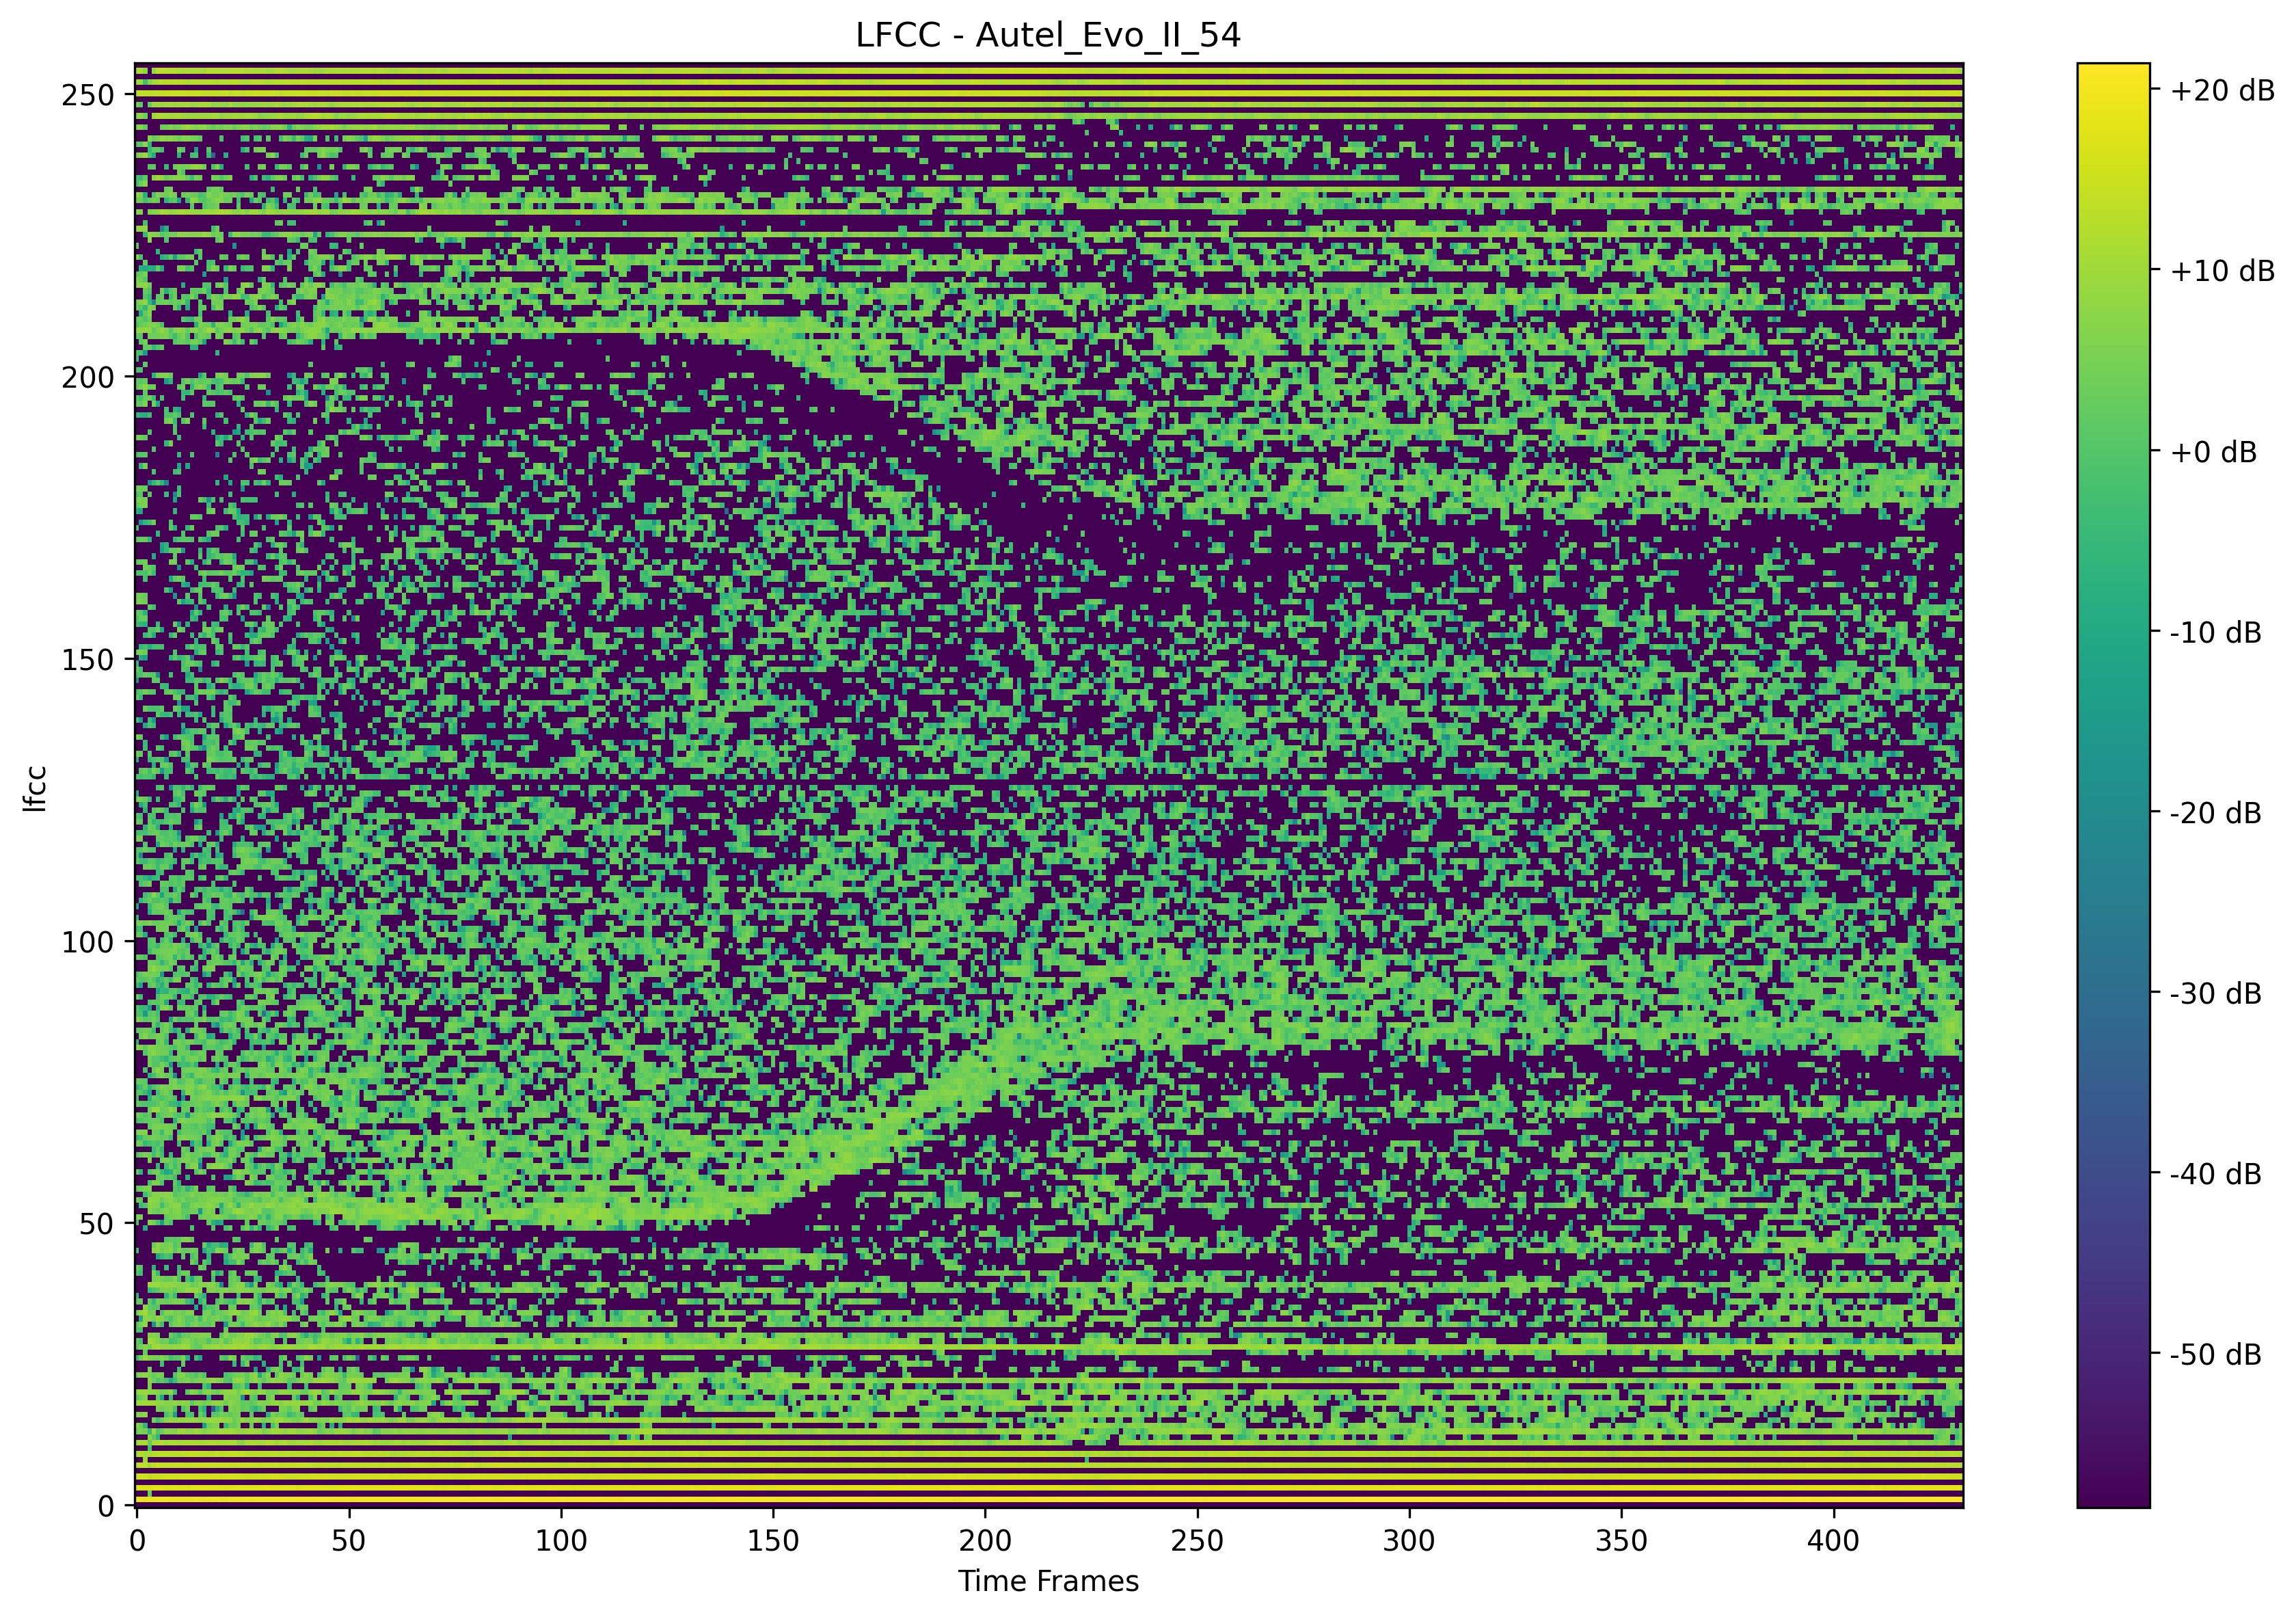 LFCC - Autel_Evo_II_54
250
200
150
100
50
0
lfcc
0 50 100 150 200 250 300 350 400
Time Frames
+20 dB
+10 dB
+0 dB
-10 dB
-20 dB
-30 dB
-40 dB
-50 dB